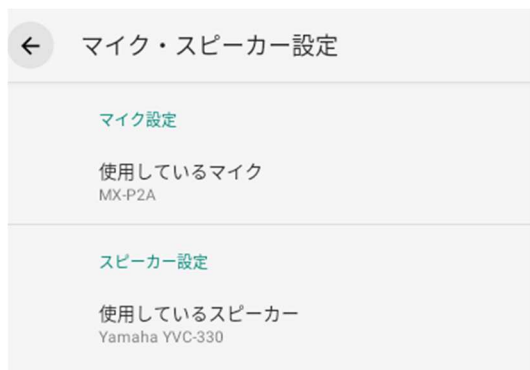 マイク・スピーカー設定
マイク設定
使用しているマイク
MX-P2A
スピーカー設定
使用しているスピーカー
Yamaha YVC-330